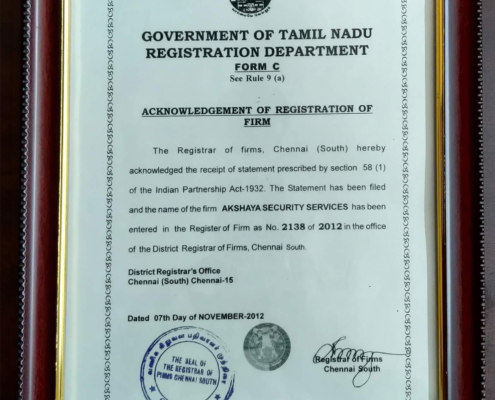 GOVERNMENT OF TAMIL NADU
REGISTRATION DEPARTMENT
FORM C
See Rule 9 (a)
ACKNOWLEDGEMENT OF REGISTRATION OF
FIRM
The Registrar of firms, Chennai (South) hereby
acknowledged the receipt of statement prescribed by section 58 (1)
of the Indian Partnership Act-1932. The Statement has been filed
and the name of the firm AKSHAYA SECURITY SERVICES has been
entered in the Register of Firm as No. 2138 of 2012 in the office
of the District Registrar of Firms, Chennai South.
District Registrar's Office
Chennai (South) Chennai-15
Dated 07th Day of NOVEMBER-2012
THE SEAL OF
THE REGISTRAR OF
FIRMS CHENNAI SOUTH
Registrar of Firms
Chennai South